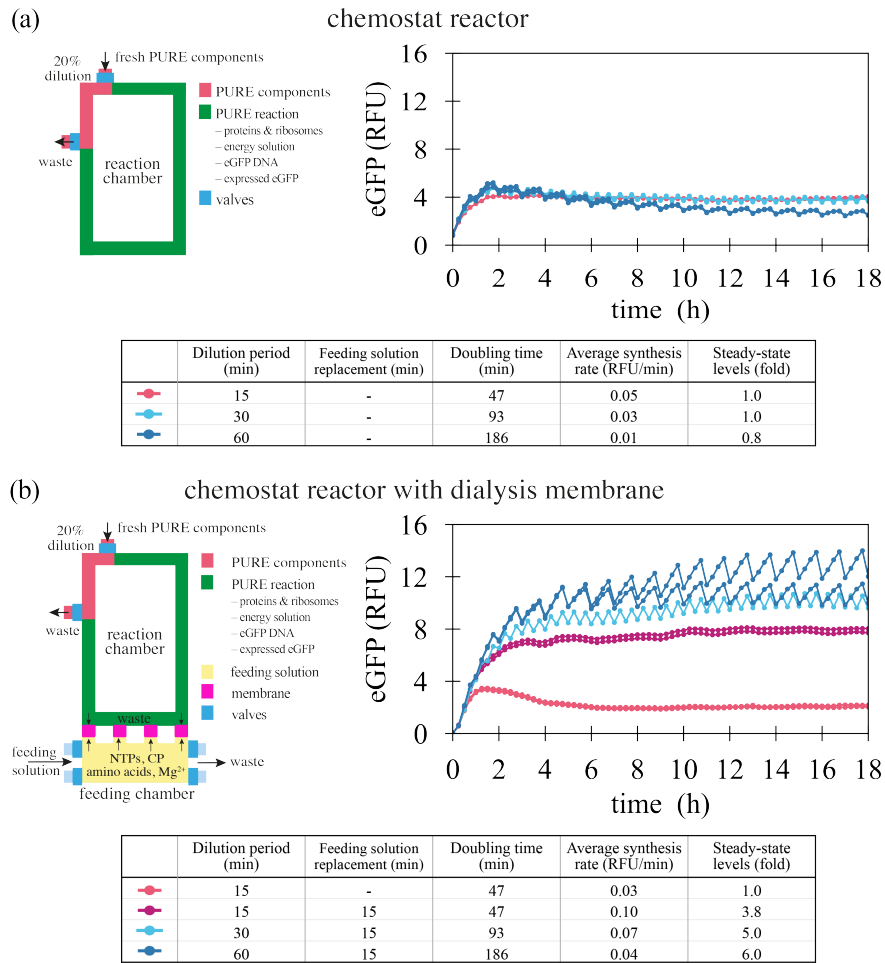 (a)
chemostat reactor
20%
dilution
fresh PURE components
PURE components
PURE reaction
– proteins & ribosomes
– energy solution
– eGFP DNA
– expressed eGFP
valves
waste
reaction
chamber
eGFP (RFU)
16
12
8
4
0
0 2 4 6 8 10 12 14 16 18
time (h)
Dilution period (min) Feeding solution replacement (min) Doubling time (min) Average synthesis rate (RFU/min) Steady-state levels (fold)
15 - 47 0.05 1.0
30 - 93 0.03 1.0
60 - 186 0.01 0.8
(b)
chemostat reactor with dialysis membrane
20%
dilution
fresh PURE components
PURE components
PURE reaction
– proteins & ribosomes
– energy solution
– eGFP DNA
– expressed eGFP
feeding solution
membrane
valves
waste
reaction
chamber
waste
feeding
solution
NTPs, CP
amino acids, Mg²⁺
waste
feeding chamber
eGFP (RFU)
16
12
8
4
0
0 2 4 6 8 10 12 14 16 18
time (h)
Dilution period (min) Feeding solution replacement (min) Doubling time (min) Average synthesis rate (RFU/min) Steady-state levels (fold)
15 - 47 0.03 1.0
15 15 47 0.10 3.8
30 15 93 0.07 5.0
60 15 186 0.04 6.0